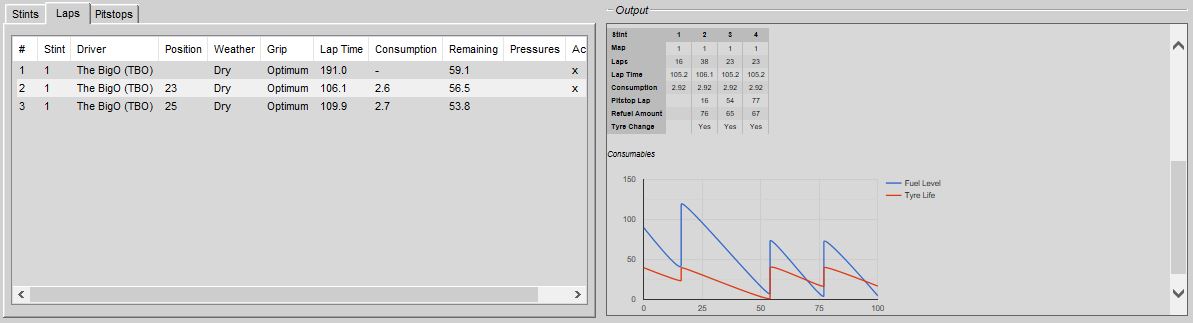 Stints Laps Pitstops
# Stint Driver Position Weather Grip Lap Time Consumption Remaining Pressures Ac
1 1 The BigO (TBO) Dry Optimum 191.0 - 59.1 x
2 1 The BigO (TBO) 23 Dry Optimum 106.1 2.6 56.5 x
3 1 The BigO (TBO) 25 Dry Optimum 109.9 2.7 53.8
Output
Stint 1 2 3 4
Map 1 1 1 1
Laps 16 38 23 23
Lap Time 105.2 106.1 105.2 105.2
Consumption 2.92 2.92 2.92 2.92
Pitstop Lap 16 54 77
Refuel Amount 76 65 67
Tyre Change Yes Yes Yes
Consumables
150
100
50
0
0 25 50 75 100
Fuel Level
Tyre Life